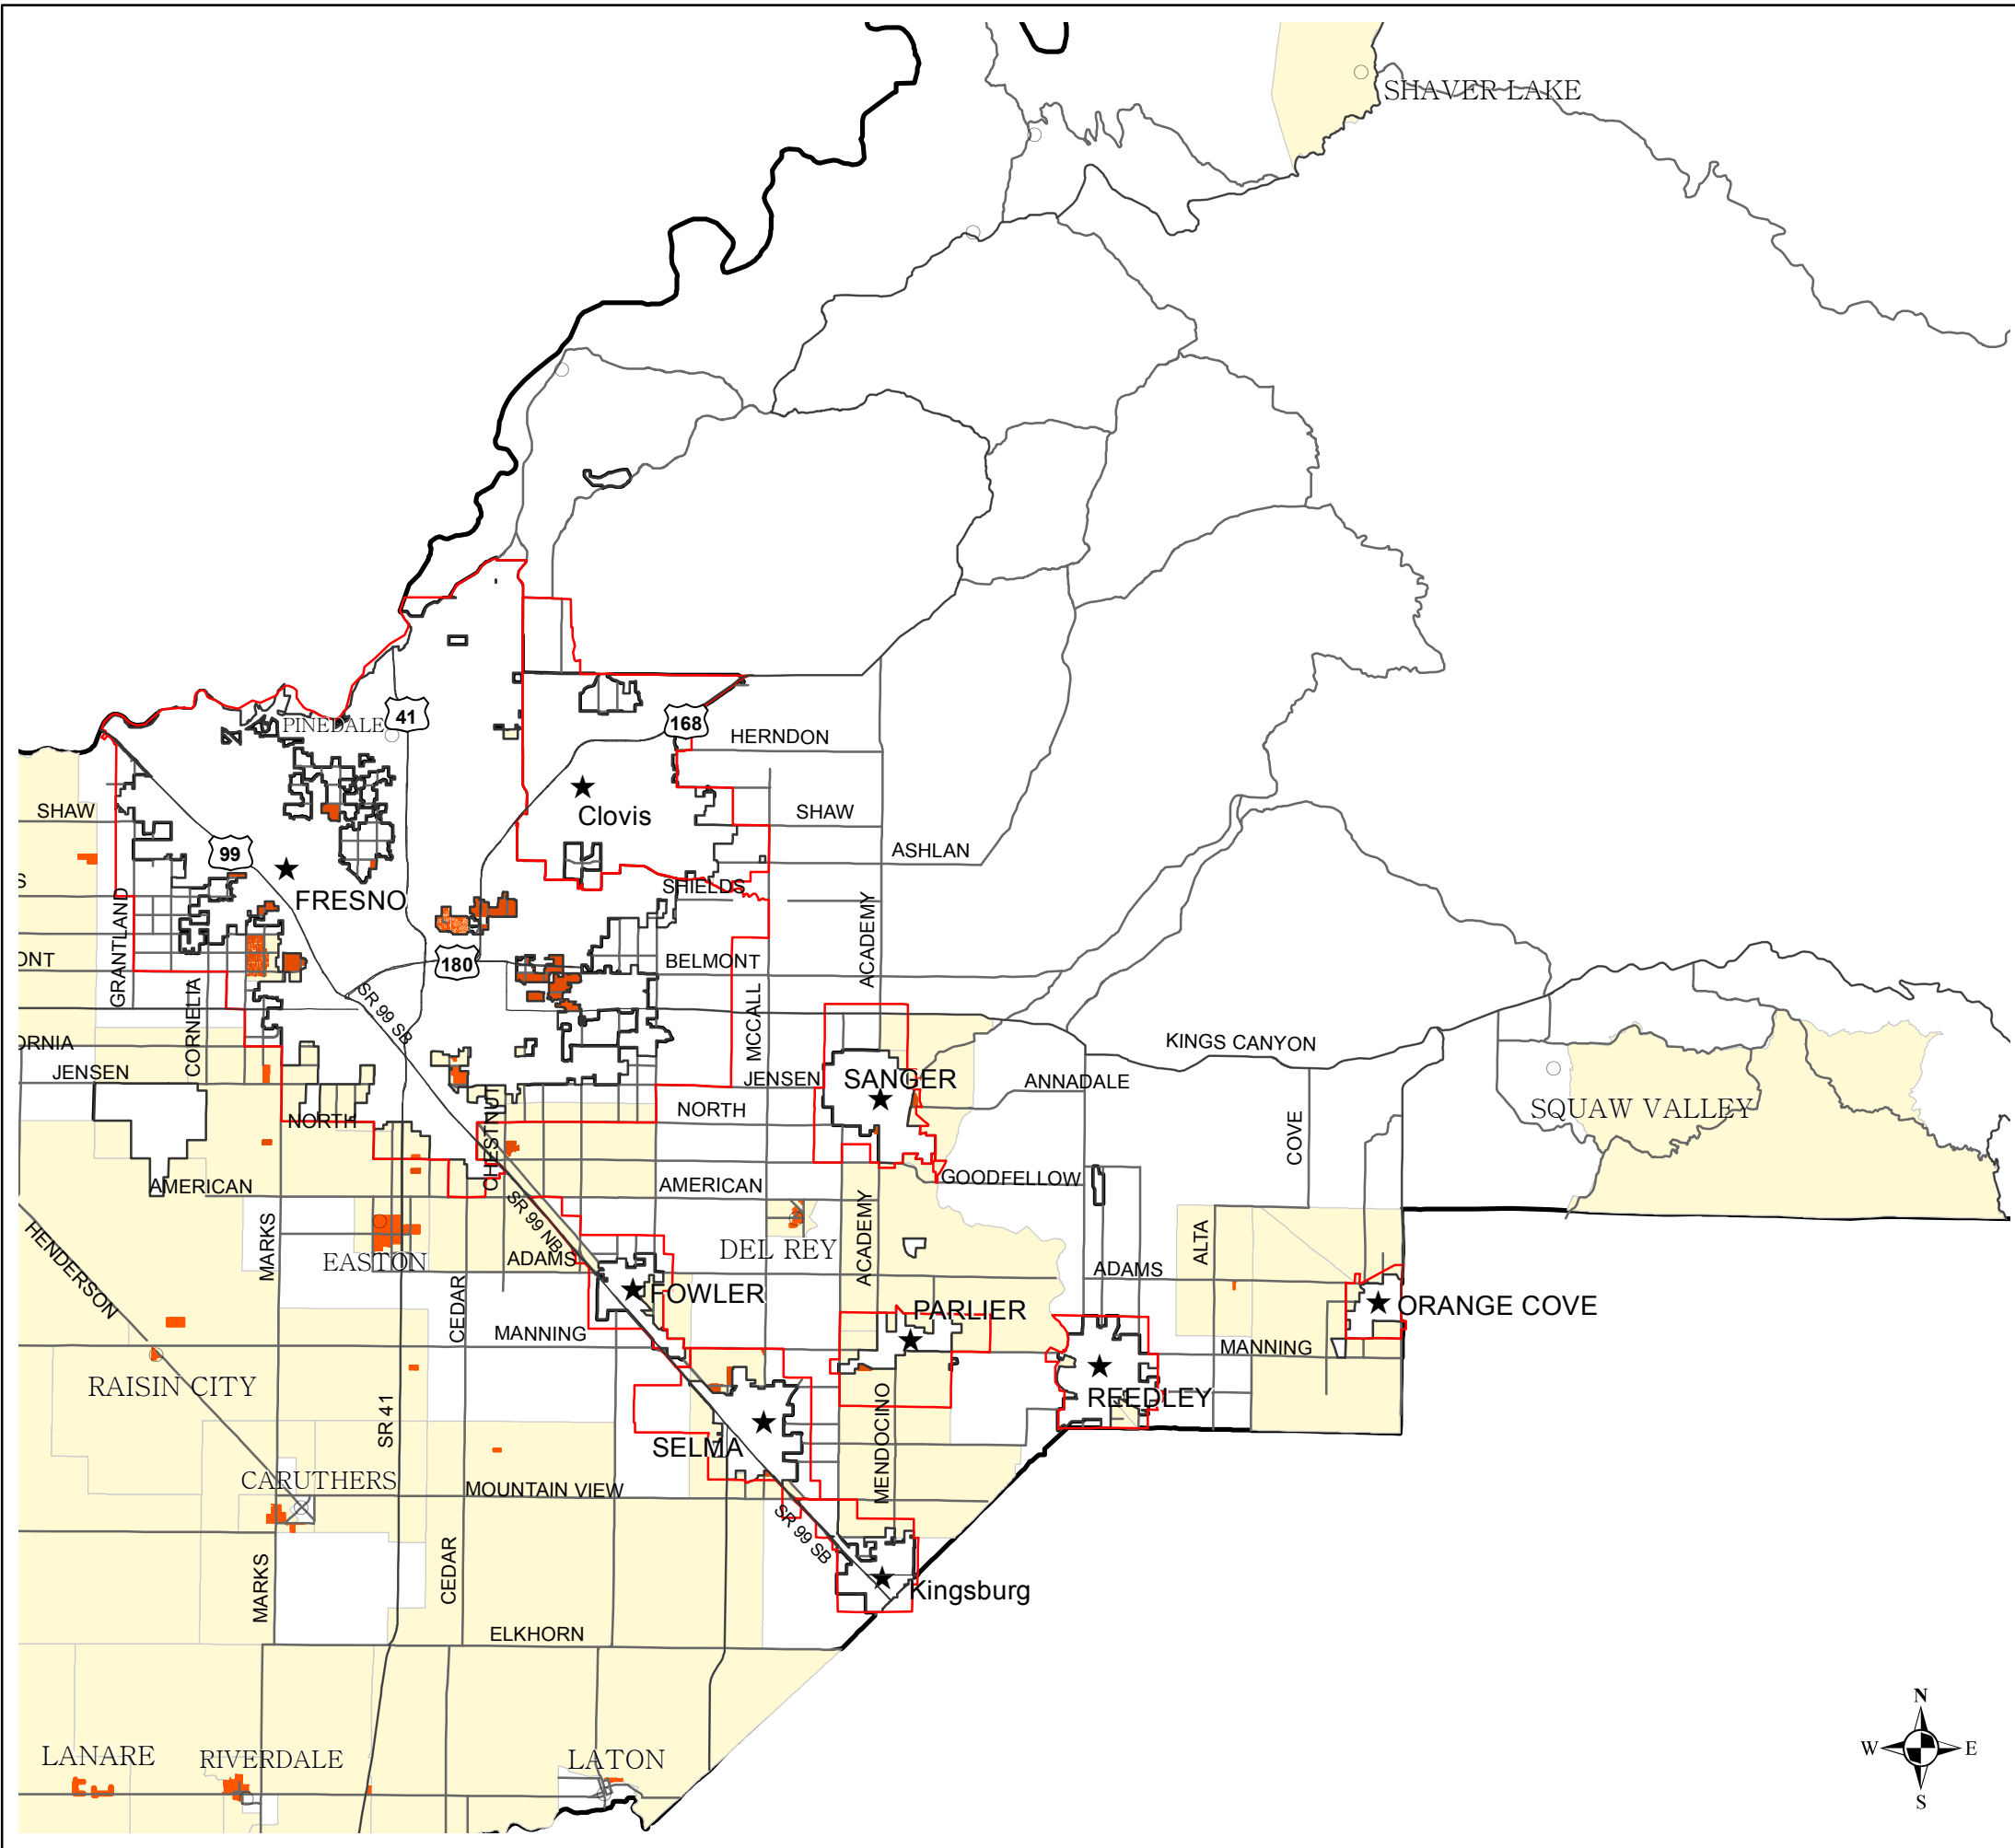 SHAVER LAKE
PINEDALE
41
168
HERNDON
SHAW
Clovis
SHAW
99
ASHLAN
S
SHIELDS
FRESNO
GRANTLAND
ACADEMY
ONT
180
BELMONT
CORNELIA
SR 99 SB
MCCALL
ORNIA
KINGS CANYON
JENSEN
JENSEN
SANGER
ANNADALE
CHESTNUT
NORTH
NORTH
SQUAW VALLEY
COVE
AMERICAN
AMERICAN
GOODFELLOW
HENDERSON
MARKS
SR 99 NB
ACADEMY
ALTA
EASTON
ADAMS
DEL REY
ADAMS
FOWLER
PARLIER
ORANGE COVE
CEDAR
MANNING
MANNING
RAISIN CITY
REEDLEY
SR 41
MENDOCINO
SELMA
CARUTHERS
MOUNTAIN VIEW
SR 99 SB
MARKS
CEDAR
Kingsburg
ELKHORN
LANARE
RIVERDALE
LATON
N
W
E
S